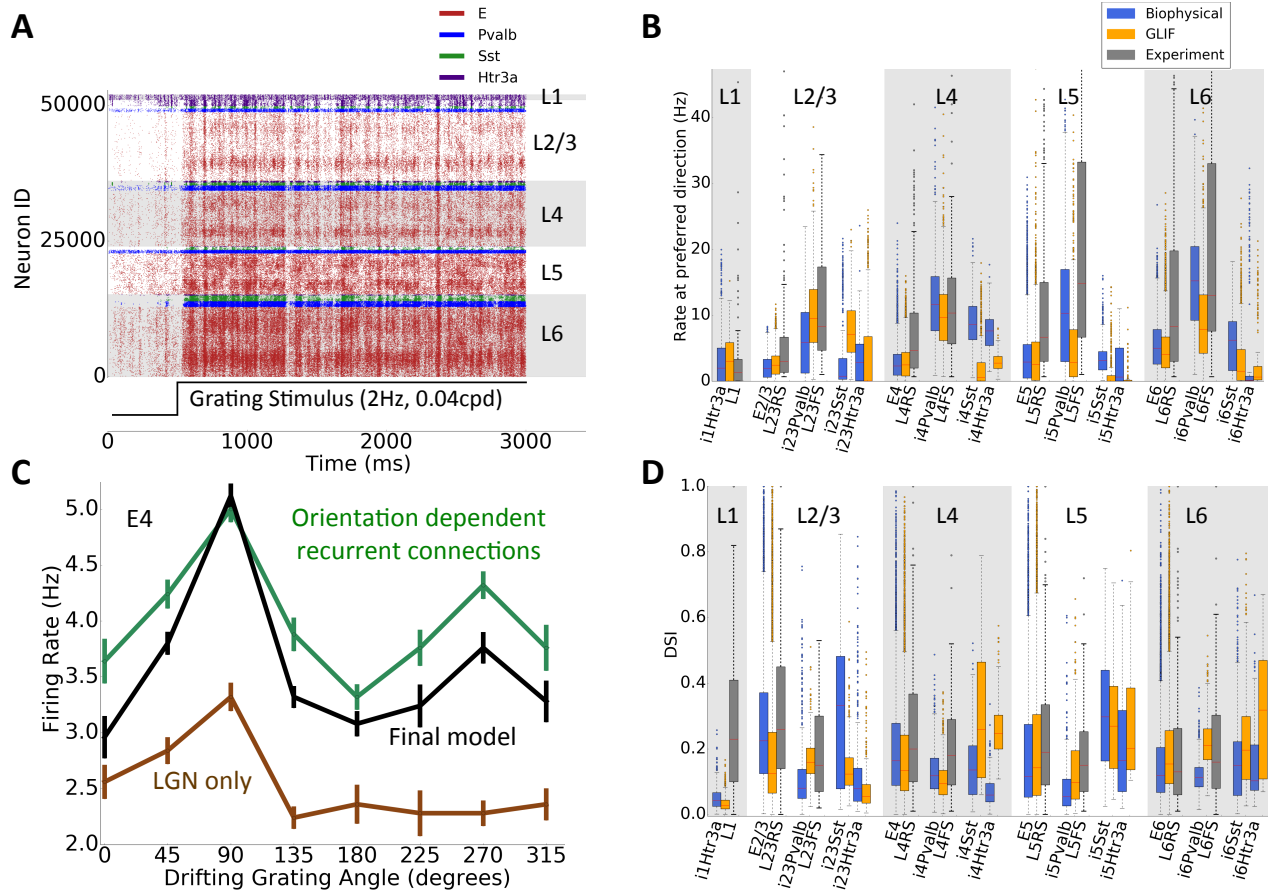 A
E
Pvalb
Sst
Htr3a
50000
25000
0
Neuron ID
L1
L2/3
L4
L5
L6
Grating Stimulus (2Hz, 0.04cpd)
0
1000
2000
3000
Time (ms)
B
Biophysical
GLIF
Experiment
L1
L2/3
L4
L5
L6
Rate at preferred direction (Hz)
40
30
20
10
0
i1Htr3a
L1
E2/3
L23RS
i23Pvalb
L23FS
i23Sst
i23Htr3a
E4
L4RS
i4Pvalb
L4FS
i4Sst
i4Htr3a
E5
L5RS
i5Pvalb
L5FS
i5Sst
i5Htr3a
E6
L6RS
i6Pvalb
L6FS
i6Sst
i6Htr3a
C
E4
Orientation dependent
recurrent connections
Final model
LGN only
Firing Rate (Hz)
5.0
4.5
4.0
3.5
3.0
2.5
2.0
0
45
90
135
180
225
270
315
Drifting Grating Angle (degrees)
D
L1
L2/3
L4
L5
L6
DSI
1.0
0.8
0.6
0.4
0.2
0.0
i1Htr3a
L1
E2/3
L23RS
i23Pvalb
L23FS
i23Sst
i23Htr3a
E4
L4RS
i4Pvalb
L4FS
i4Sst
i4Htr3a
E5
L5RS
i5Pvalb
L5FS
i5Sst
i5Htr3a
E6
L6RS
i6Pvalb
L6FS
i6Sst
i6Htr3a